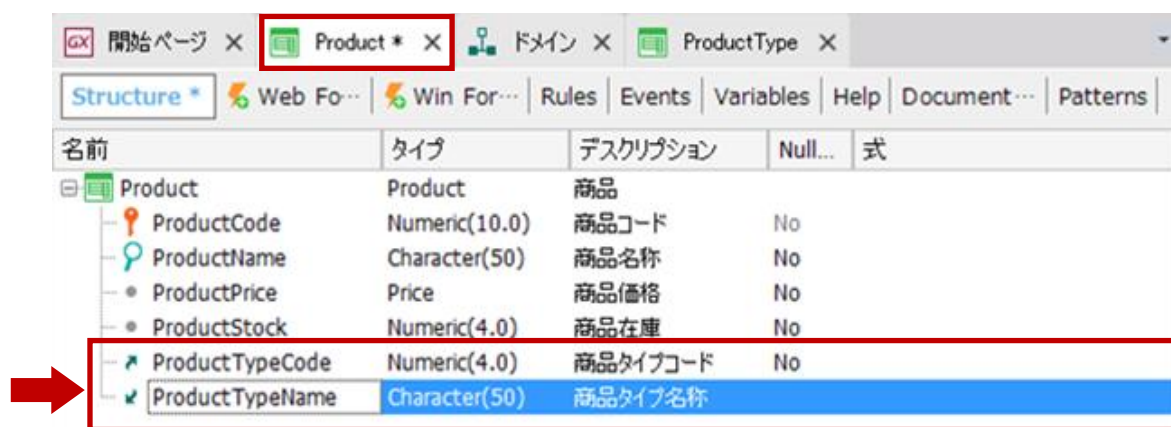 GX 開始ページ × Product * × ドメイン × ProductType ×
Structure * Web Fo… Win For… Rules Events Variables Help Document… Patterns
名前 タイプ デスクリプション Null... 式
Product Product 商品
ProductCode Numeric(10.0) 商品コード No
ProductName Character(50) 商品名称 No
ProductPrice Price 商品価格 No
ProductStock Numeric(4.0) 商品在庫 No
ProductTypeCode Numeric(4.0) 商品タイプコード No
ProductTypeName Character(50) 商品タイプ名称